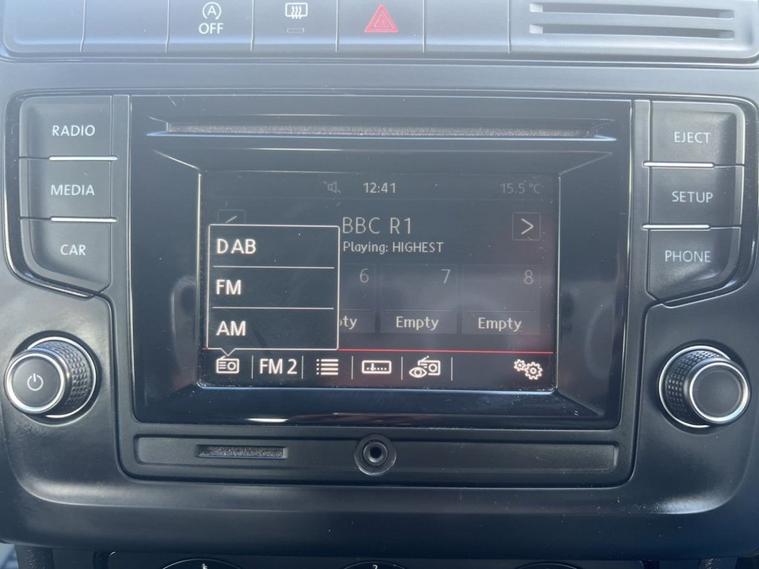 A
OFF
RADIO
MEDIA
CAR
EJECT
SETUP
PHONE
12:41
15.5 °C
BBC R1
Playing: HIGHEST
DAB
FM
AM
6
7
8
Empty
Empty
FM 2